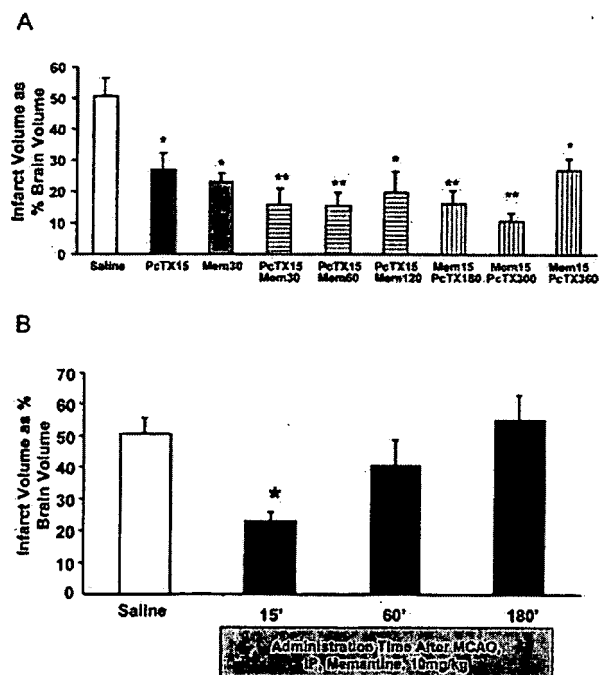 A
Infarct Volume as
% Brain Volume
60
50
40
30
20
10
0
*
*
**
**
*
**
**
*
Saline
PcTX15
Mem30
PcTX15
Mem30
PcTX15
Mem60
PcTX15
Mem120
Mem15
PcTX180
Mem15
PcTX300
Mem15
PcTX360
B
Infarct Volume as %
Brain Volume
70
60
50
40
30
20
10
0
*
Saline
15'
60'
180'
Administration Time After MCAO
IP, Memantine, 10mg/kg